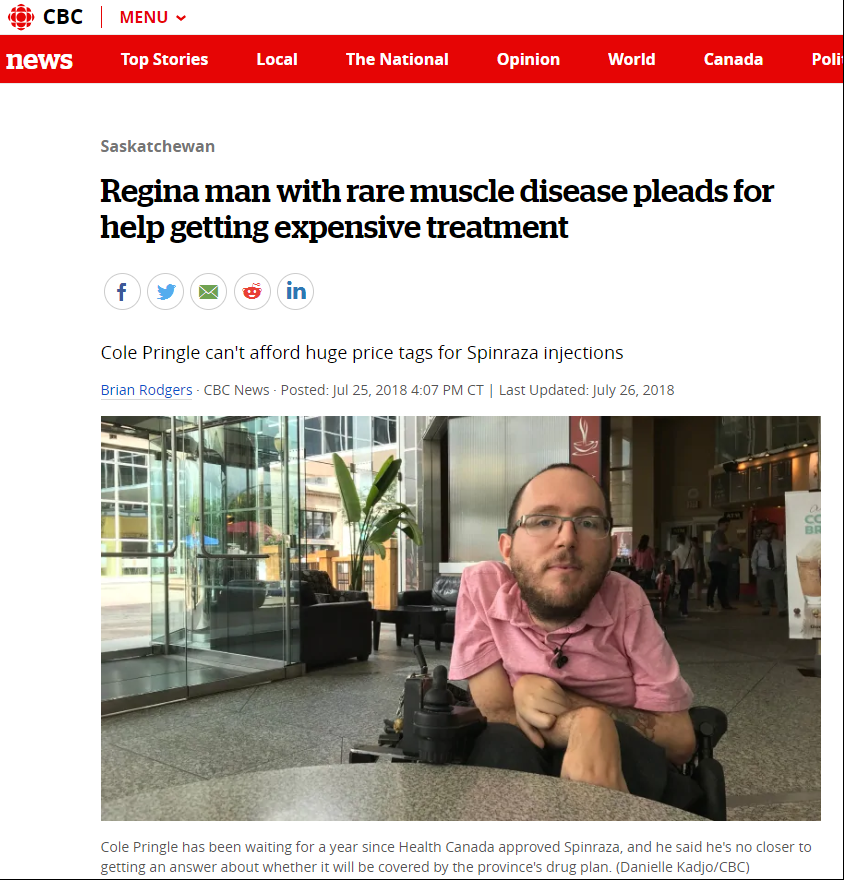 CBC MENU
news Top Stories Local The National Opinion World Canada
Saskatchewan
Regina man with rare muscle disease pleads for
help getting expensive treatment
Cole Pringle can't afford huge price tags for Spinraza injections
Brian Rodgers · CBC News · Posted: Jul 25, 2018 4:07 PM CT | Last Updated: July 26, 2018
Cole Pringle has been waiting for a year since Health Canada approved Spinraza, and he said he's no closer to
getting an answer about whether it will be covered by the province's drug plan. (Danielle Kadjo/CBC)